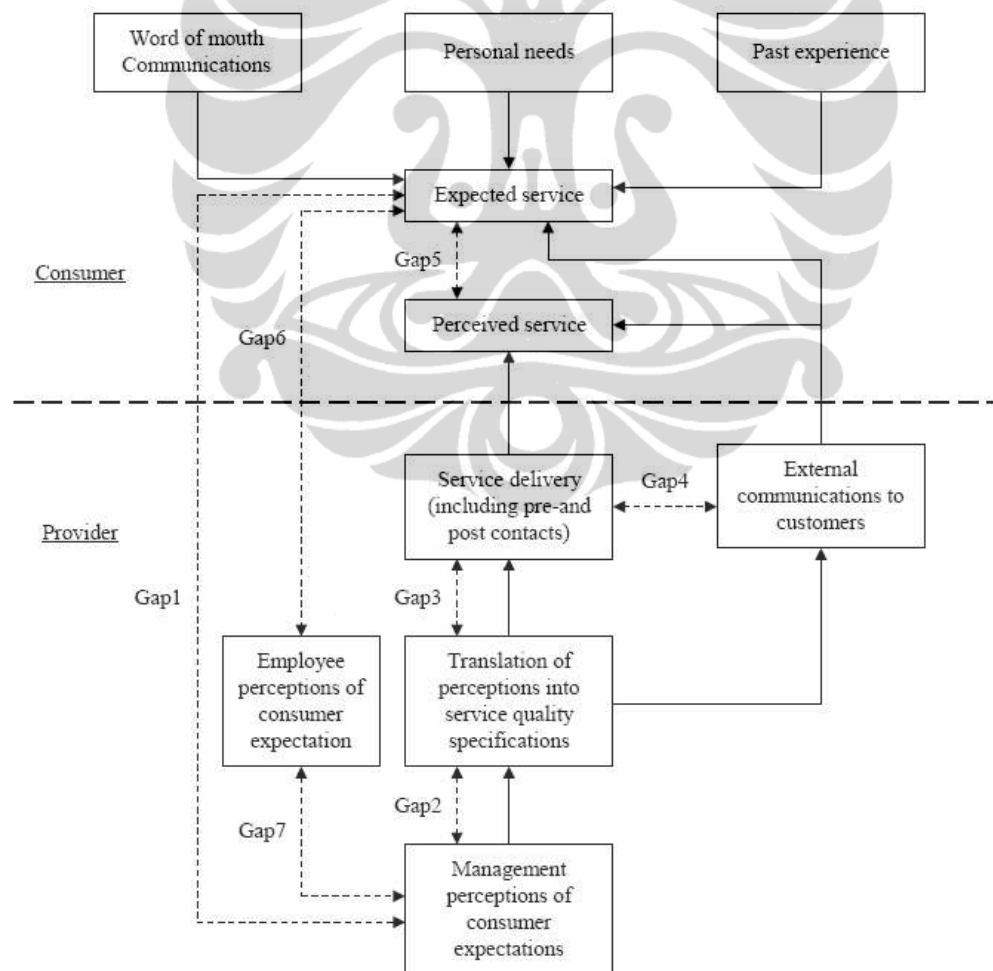 Word of mouth
Communications
Personal needs
Past experience
Expected service
Gap5
Consumer
Perceived service
Gap6
Service delivery
(including pre-and
post contacts)
Gap4
External
communications to
customers
Provider
Gap1
Gap3
Employee
perceptions of
consumer
expectation
Translation of
perceptions into
service quality
specifications
Gap2
Gap7
Management
perceptions of
consumer
expectations